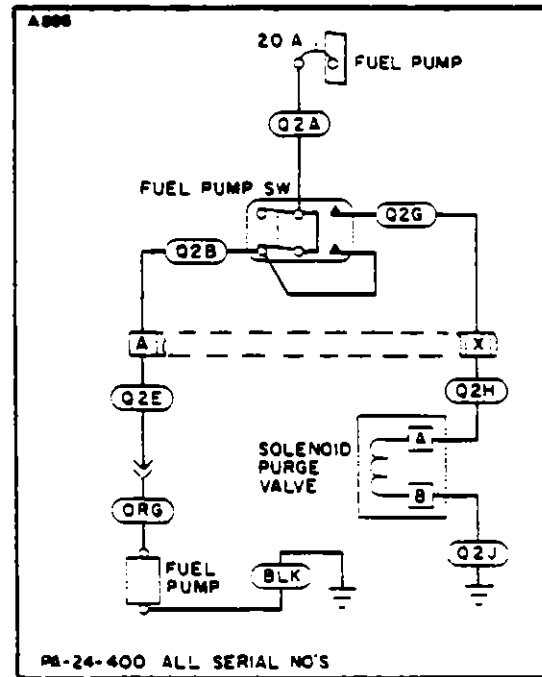 20 A
FUEL PUMP
Q2A
FUEL PUMP SW
Q2G
Q2B
A
X
Q2E
Q2H
SOLENOID
PURGE
VALVE
A
B
ORG
Q2J
FUEL
PUMP
BLK
PA-24-400 ALL SERIAL NO'S